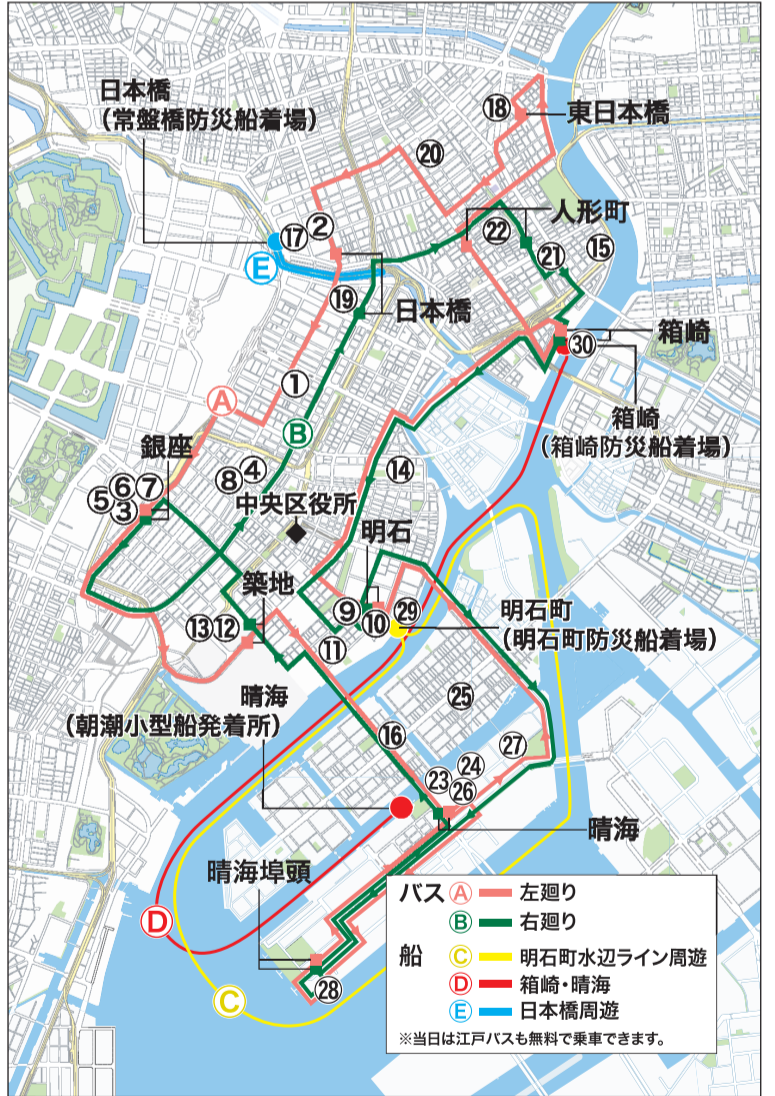 日本橋
（常盤橋防災船着場）
⑱
東日本橋
⑳
人形町
⑰
②
㉒
⑮
㉑
E
⑲
日本橋
箱崎
㉚
①
箱崎
（箱崎防災船着場）
A
B
銀座
⑥
⑤
⑦
③
⑧
④
⑭
中央区役所
明石
築地
⑨
⑩
㉙
明石町
（明石町防災船着場）
⑬
⑫
⑪
晴海
（朝潮小型船発着所）
㉕
⑯
㉗
㉔
㉓
㉖
晴海
晴海埠頭
D
C
㉘
バス
A 左廻り
B 右廻り
船
C 明石町水辺ライン周遊
D 箱崎・晴海
E 日本橋周遊
※当日は江戸バスも無料で乗車できます。